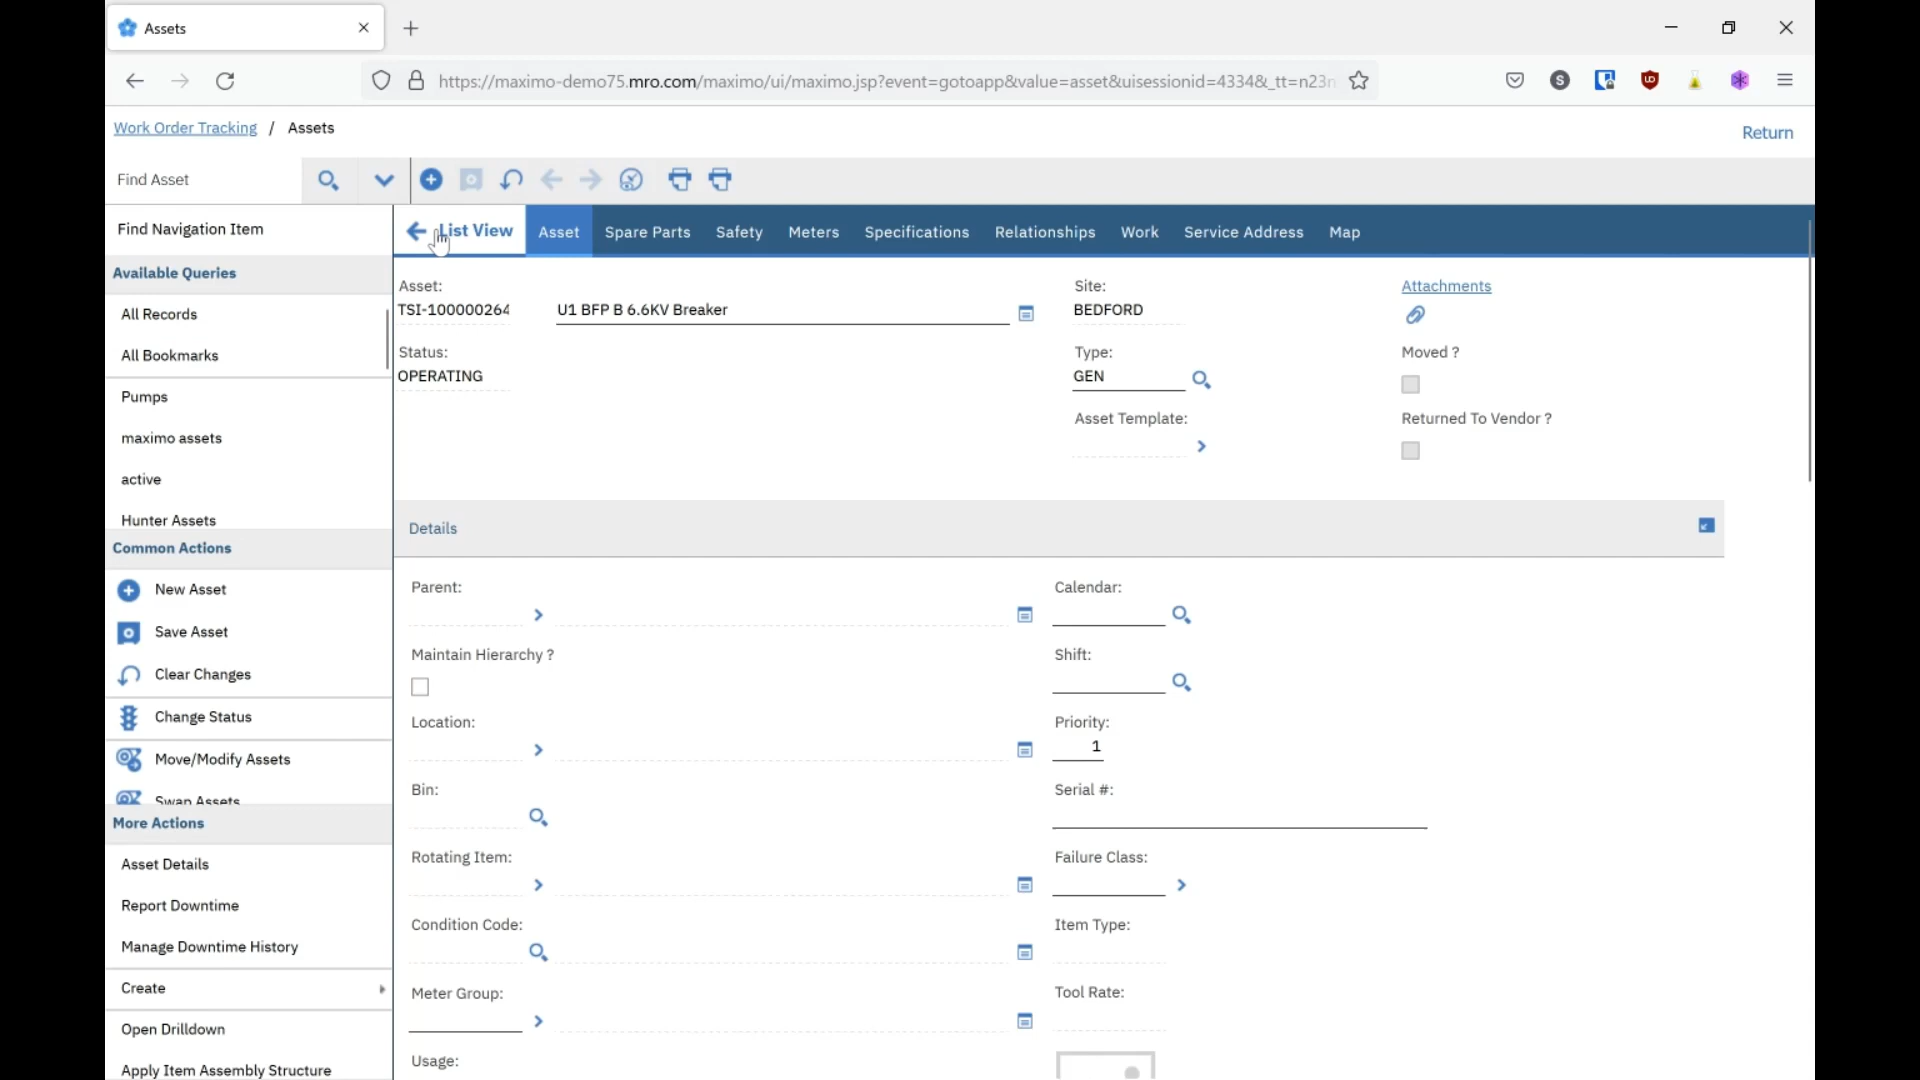 Assets
https://maximo-demo75.mro.com/maximo/ui/maximo.jsp?event=gotoapp&value=asset&uisessionid=4334&_tt=n23n
Work Order Tracking / Assets
Return
Find Asset
Find Navigation Item
Available Queries
All Records
All Bookmarks
Pumps
maximo assets
active
Hunter Assets
Common Actions
New Asset
Save Asset
Clear Changes
Change Status
Move/Modify Assets
Swap Assets
More Actions
Asset Details
Report Downtime
Manage Downtime History
Create
Open Drilldown
Apply Item Assembly Structure
List View Asset Spare Parts Safety Meters Specifications Relationships Work Service Address Map
Asset:
TSI-100000264 U1 BFP B 6.6KV Breaker
Status:
OPERATING
Site:
BEDFORD
Type:
GEN
Asset Template:
Attachments
Moved ?
Returned To Vendor ?
Details
Parent:
Maintain Hierarchy ?
Location:
Bin:
Rotating Item:
Condition Code:
Meter Group:
Usage:
Calendar:
Shift:
Priority:
1
Serial #:
Failure Class:
Item Type:
Tool Rate: